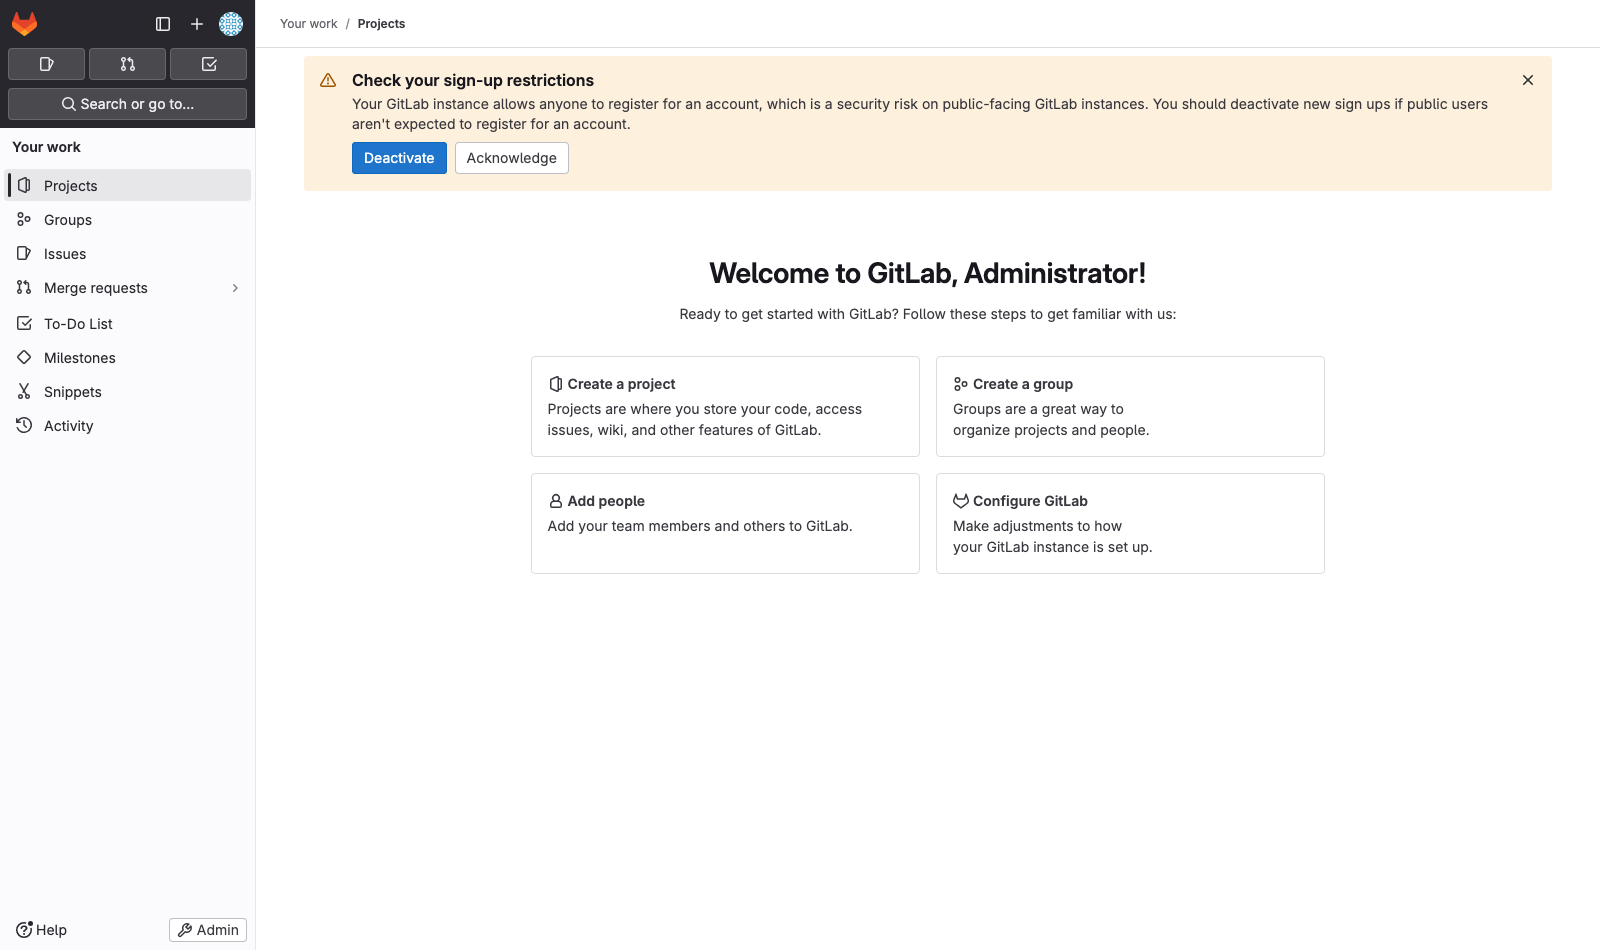 Your work / Projects
Search or go to...
Your work
Projects
Groups
Issues
Merge requests
To-Do List
Milestones
Snippets
Activity
Help
Admin
Check your sign-up restrictions
Your GitLab instance allows anyone to register for an account, which is a security risk on public-facing GitLab instances. You should deactivate new sign ups if public users
aren't expected to register for an account.
Deactivate
Acknowledge
Welcome to GitLab, Administrator!
Ready to get started with GitLab? Follow these steps to get familiar with us:
Create a project
Projects are where you store your code, access
issues, wiki, and other features of GitLab.
Create a group
Groups are a great way to
organize projects and people.
Add people
Add your team members and others to GitLab.
Configure GitLab
Make adjustments to how
your GitLab instance is set up.